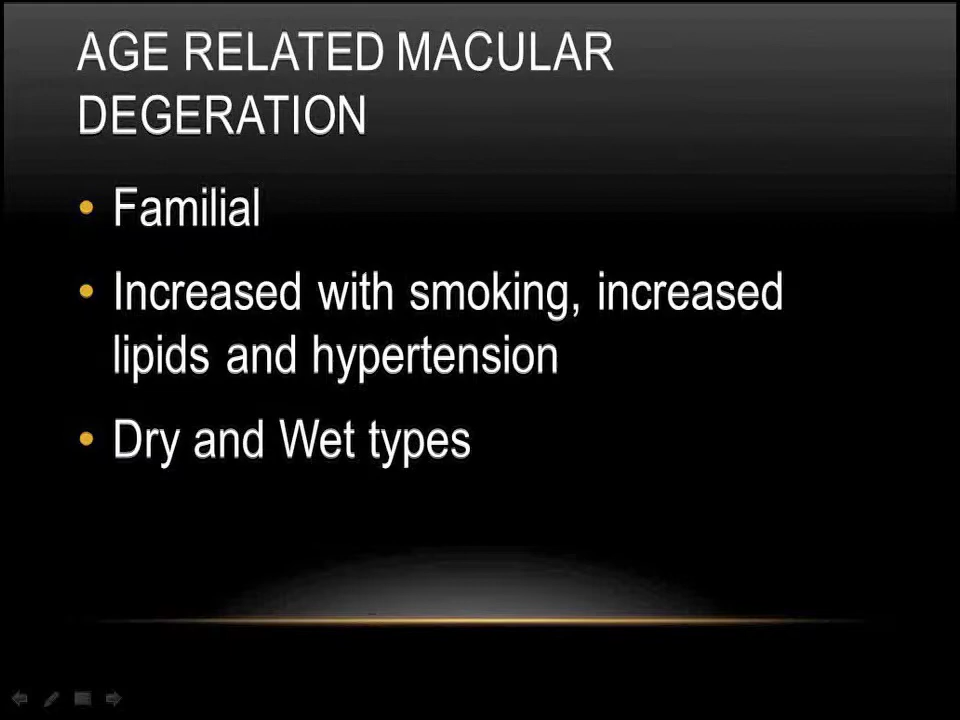 AGE RELATED MACULAR
DEGERATION
• Familial
• Increased with smoking, increased
lipids and hypertension
• Dry and Wet types